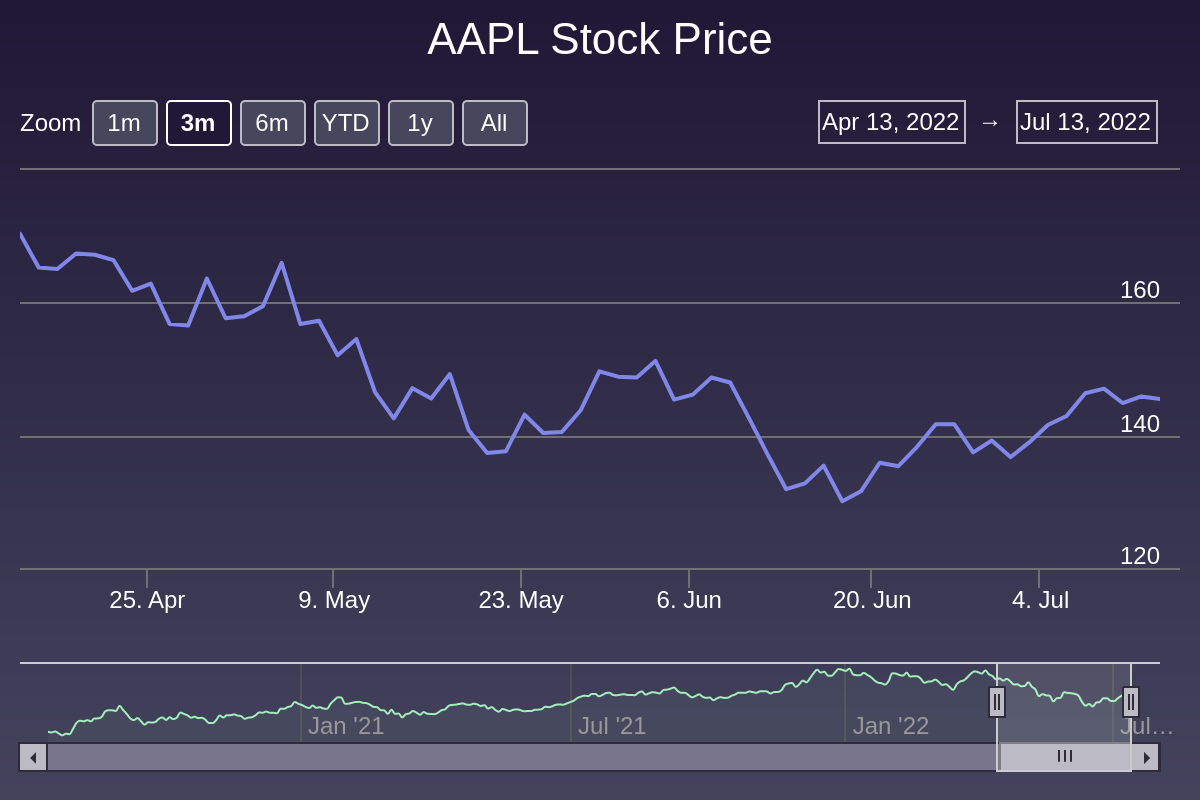 AAPL Stock Price
Zoom 1m 3m 6m YTD 1y All Apr 13, 2022 → Jul 13, 2022
160
140
120
25. Apr 9. May 23. May 6. Jun 20. Jun 4. Jul
Jan '21 Jul '21 Jan '22 Jul…